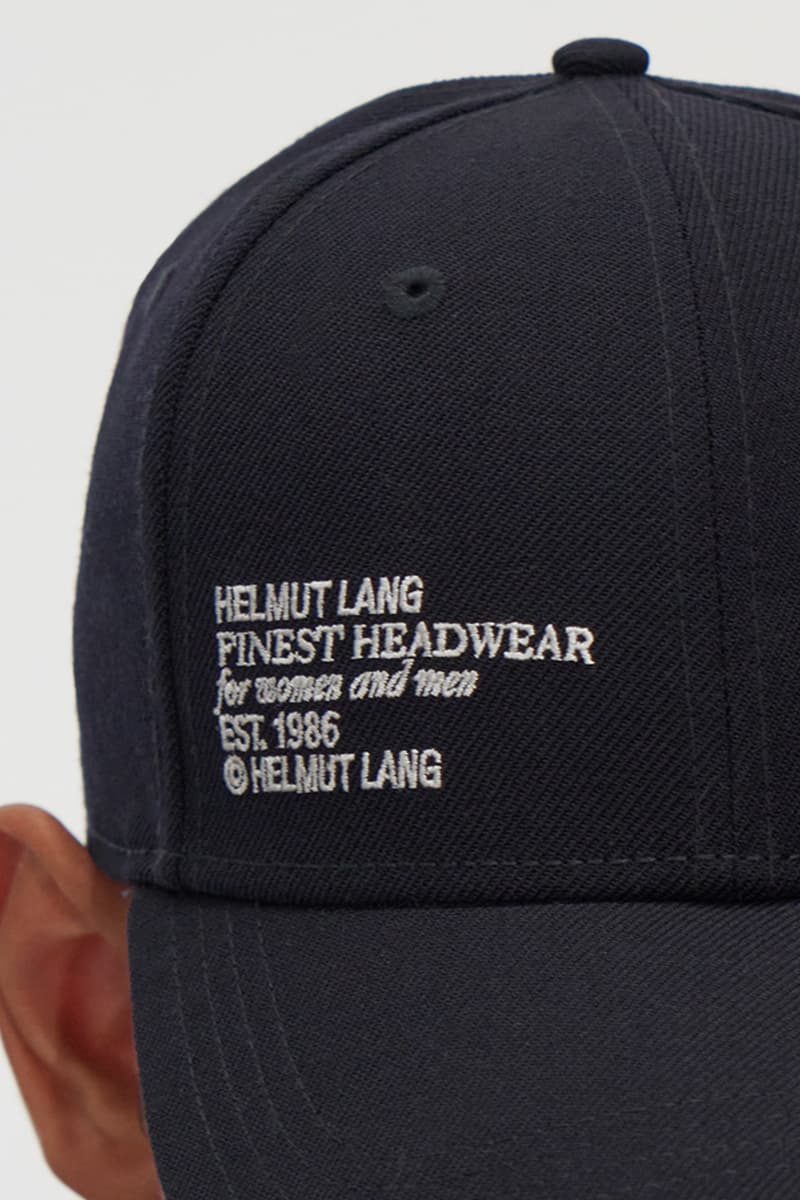 HELMUT LANG
FINEST HEADWEAR
for women and men
EST. 1986
© HELMUT LANG